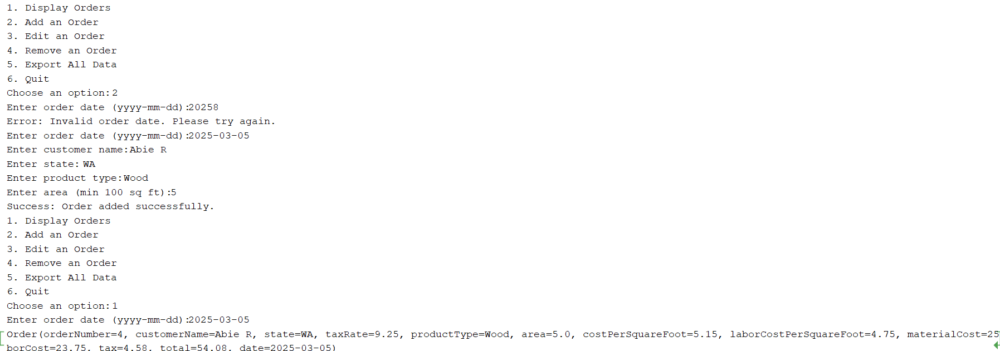 1. Display Orders
2. Add an Order
3. Edit an Order
4. Remove an Order
5. Export All Data
6. Quit
Choose an option:2
Enter order date (yyyy-mm-dd):20258
Error: Invalid order date. Please try again.
Enter order date (yyyy-mm-dd):2025-03-05
Enter customer name:Abie R
Enter state: WA
Enter product type:Wood
Enter area (min 100 sq ft):5
Success: Order added successfully.
1. Display Orders
2. Add an Order
3. Edit an Order
4. Remove an Order
5. Export All Data
6. Quit
Choose an option:1
Enter order date (yyyy-mm-dd):2025-03-05
Order(orderNumber=4, customerName=Abie R, state=WA, taxRate=9.25, productType=Wood, area=5.0, costPerSquareFoot=5.15, laborCostPerSquareFoot=4.75, materialCost=25
borCost=23.75, tax=4.58, total=54.08, date=2025-03-05)